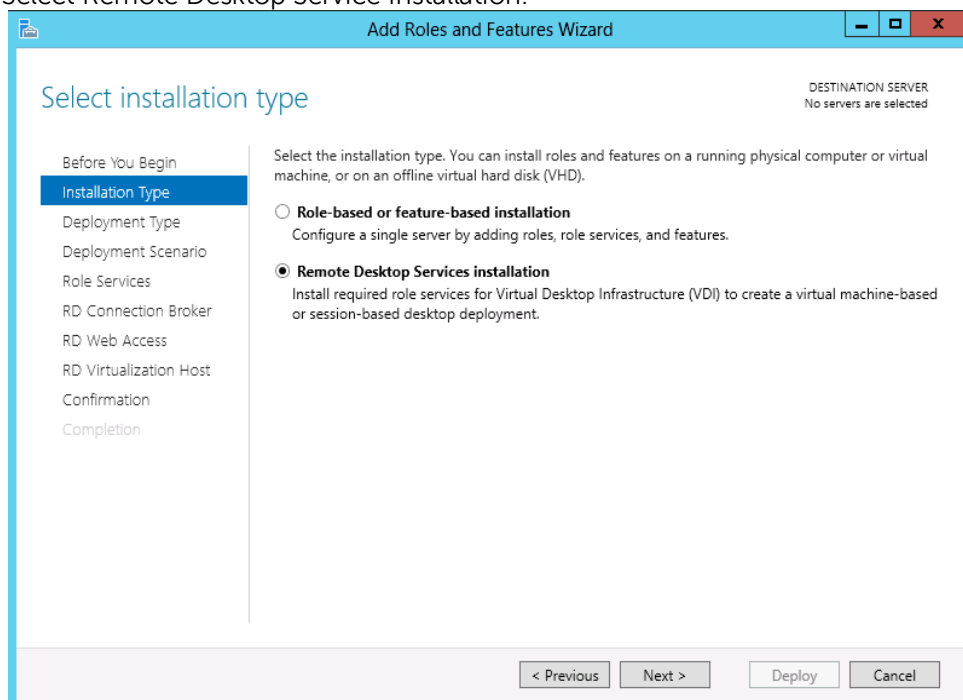 Select Remote Desktop Service Installation.
Add Roles and Features Wizard
Select installation type
DESTINATION SERVER
No servers are selected
Before You Begin
Installation Type
Deployment Type
Deployment Scenario
Role Services
RD Connection Broker
RD Web Access
RD Virtualization Host
Confirmation
Completion
Select the installation type. You can install roles and features on a running physical computer or virtual
machine, or on an offline virtual hard disk (VHD).
Role-based or feature-based installation
Configure a single server by adding roles, role services, and features.
Remote Desktop Services installation
Install required role services for Virtual Desktop Infrastructure (VDI) to create a virtual machine-based
or session-based desktop deployment.
< Previous
Next >
Deploy
Cancel